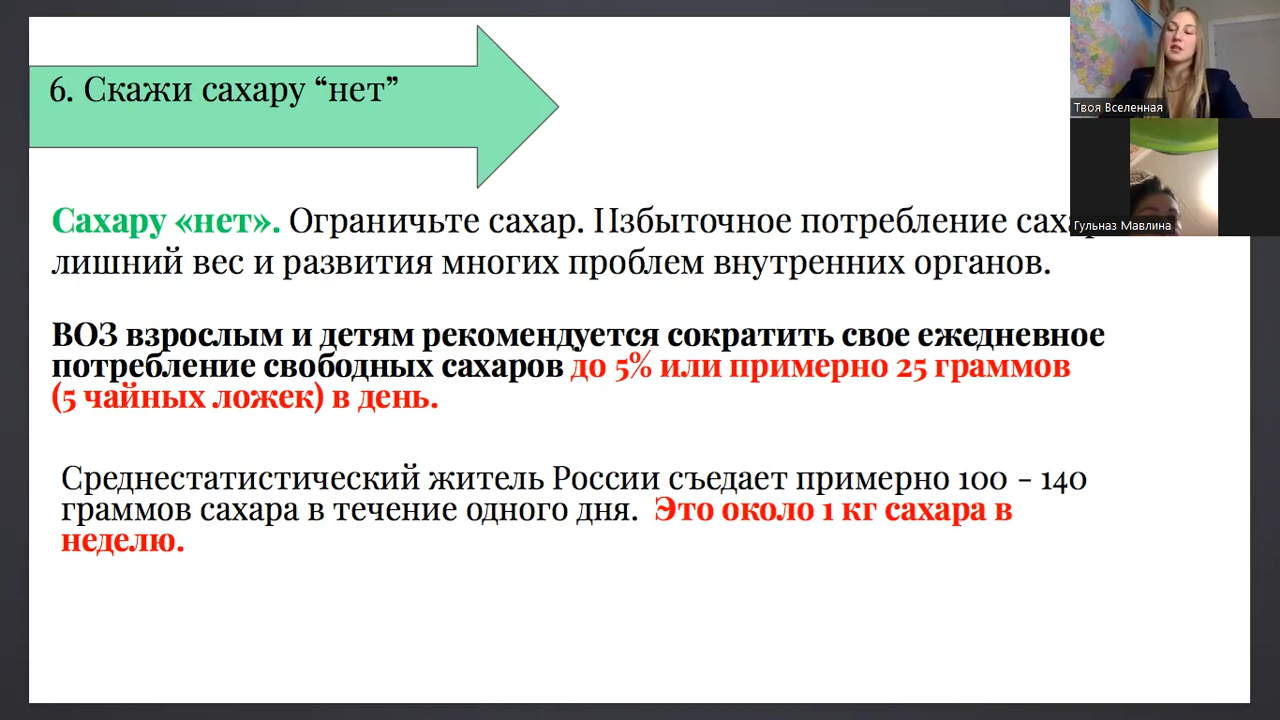 6. Скажи сахару “нет”
Твоя Вселенная
Гульназ Мавлина
Сахару «нет». Ограничьте сахар. Избыточное потребление
лишний вес и развития многих проблем внутренних органов.
ВОЗ взрослым и детям рекомендуется сократить свое ежедневное
потребление свободных сахаров до 5% или примерно 25 граммов
(5 чайных ложек) в день.
Среднестатистический житель России съедает примерно 100 - 140
граммов сахара в течение одного дня. Это около 1 кг сахара в
неделю.